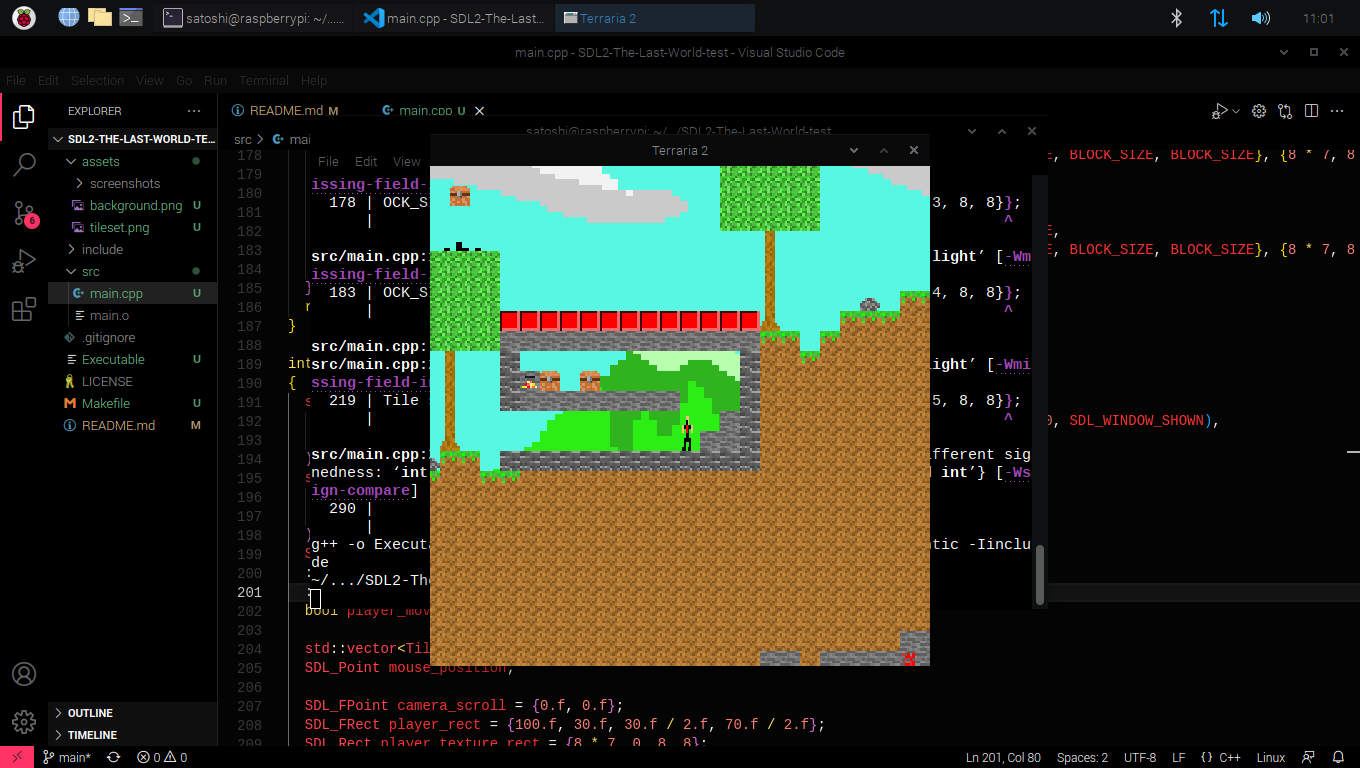 satoshi@raspberrypi: ~/......
main.cpp - SDL2-The-Last...
Terraria 2
11:01
main.cpp - SDL2-The-Last-World-test - Visual Studio Code
File Edit Selection View Go Run Terminal Help
EXPLORER
README.md M
main.cpp U
SDL2-THE-LAST-WORLD-TE...
assets
screenshots
background.png U
tileset.png U
include
src
main.cpp U
main.o
.gitignore
Executable U
LICENSE
Makefile U
README.md M
OUTLINE
TIMELINE
6
src
mai
178
179
180
181
182
183
184
185
186
187 }
188
189 int
190 {
191
192
193
194
195
196
197
198
199
200
201
202 bool player_mov
203
204 std::vector<Til
205 SDL_Point mouse_position;
206
207 SDL_FPoint camera_scroll = {0.f, 0.f};
208 SDL_FRect player_rect = {100.f, 30.f, 30.f / 2.f, 70.f / 2.f};
209 SDL_Rect player_texture_rect = {8 * 7, 0, 8, 8};
E, BLOCK_SIZE, BLOCK_SIZE}, {8 * 7, 8
E,
E, BLOCK_SIZE, BLOCK_SIZE}, {8 * 7, 8
0, SDL_WINDOW_SHOWN),
satoshi@raspberrypi: ~/.../SDL2-The-Last-World-test
File Edit View
issing-field-i
178 | OCK_S
3, 8, 8}};
|
^
src/main.cpp:
light’ [-Wm
issing-field-
183 | OCK_S
4, 8, 8}};
|
^
src/main.cpp:
src/main.cpp:
ight’ [-Wmi
ssing-field-in
219 | Tile
5, 8, 8}};
|
^
src/main.cpp:
ifferent sig
nedness: ‘int
int’} [-Ws
ign-compare]
290 |
|
g++ -o Executa
tic -Iinclu
de
~/.../SDL2-The
Terraria 2
main*
0
0
Ln 201, Col 80
Spaces: 2
UTF-8
LF
{} C++
Linux